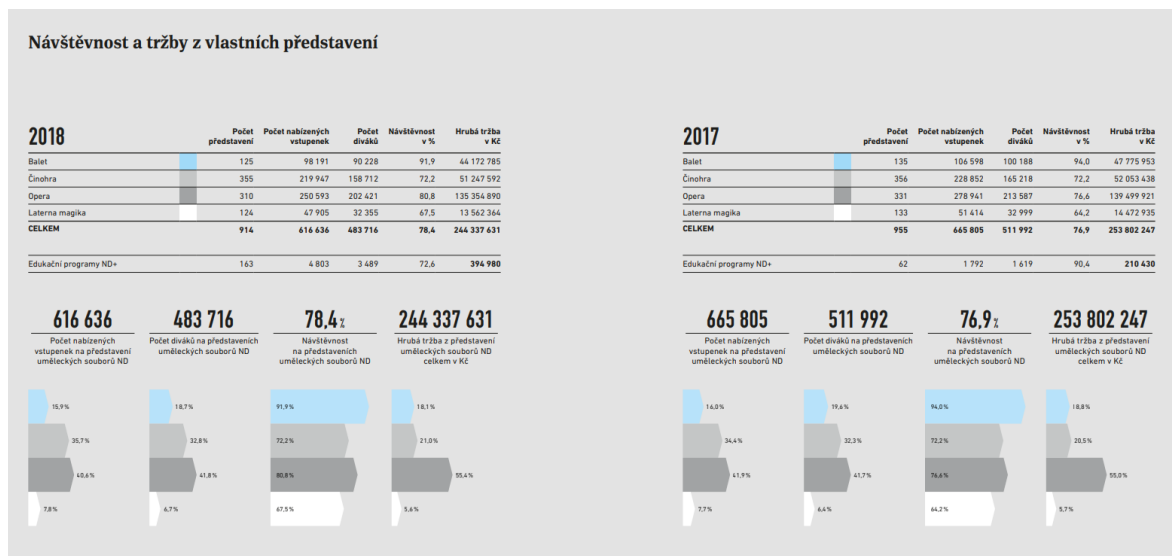 Návštěvnost a tržby z vlastních představení
2018 Počet představení Počet nabízených vstupenek Počet diváků Návštěvnost v % Hrubá tržba v Kč
Balet 125 98 191 90 228 91,9 44 172 785
Činohra 355 219 947 158 712 72,2 51 247 592
Opera 310 250 593 202 421 80,8 135 354 890
Laterna magika 124 47 905 32 355 67,5 13 562 364
CELKEM 914 616 636 483 716 78,4 244 337 631
Edukační programy ND+ 163 4 803 3 489 72,6 394 980
616 636 483 716 78,4 % 244 337 631
Počet nabízených Počet diváků na představeních Návštěvnost Hrubá tržba z představení
vstupenek na představení uměleckých souborů ND na představeních uměleckých souborů ND
uměleckých souborů ND uměleckých souborů ND celkem v Kč
15,9% 18,7% 91,9% 18,1%
35,7% 32,8% 72,2% 21,0%
40,6% 41,8% 80,8% 55,4%
7,8% 6,7% 67,5% 5,6%
2017 Počet představení Počet nabízených vstupenek Počet diváků Návštěvnost v % Hrubá tržba v Kč
Balet 135 106 598 100 188 94,0 47 775 953
Činohra 356 228 852 165 218 72,2 52 053 438
Opera 331 278 941 213 587 76,6 139 499 921
Laterna magika 133 51 414 32 999 64,2 14 472 935
CELKEM 955 665 805 511 992 76,9 253 802 247
Edukační programy ND+ 62 1 792 1 619 90,4 210 430
665 805 511 992 76,9 % 253 802 247
Počet nabízených Počet diváků na představeních Návštěvnost Hrubá tržba z představení
vstupenek na představení uměleckých souborů ND na představeních uměleckých souborů ND
uměleckých souborů ND uměleckých souborů ND celkem v Kč
16,0% 19,6% 94,0% 18,8%
34,4% 32,3% 72,2% 20,5%
41,9% 41,7% 76,6% 55,0%
7,7% 6,4% 64,2% 5,7%